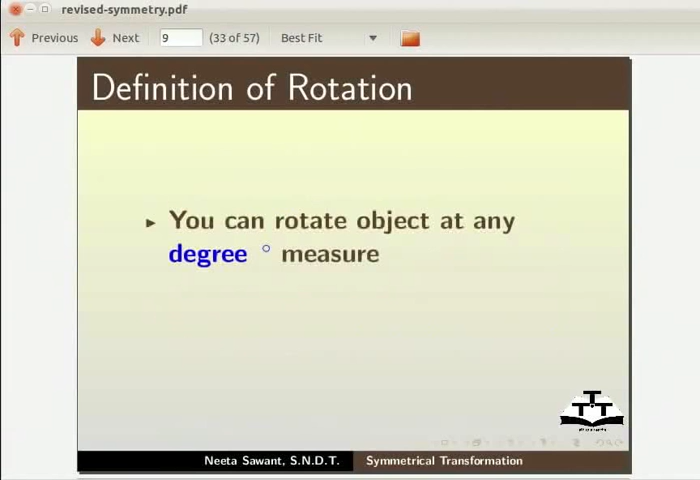 revised-symmetry.pdf
Previous Next 9 (33 of 57) Best Fit
Definition of Rotation
► You can rotate object at any
degree ° measure
Neeta Sawant, S.N.D.T. Symmetrical Transformation